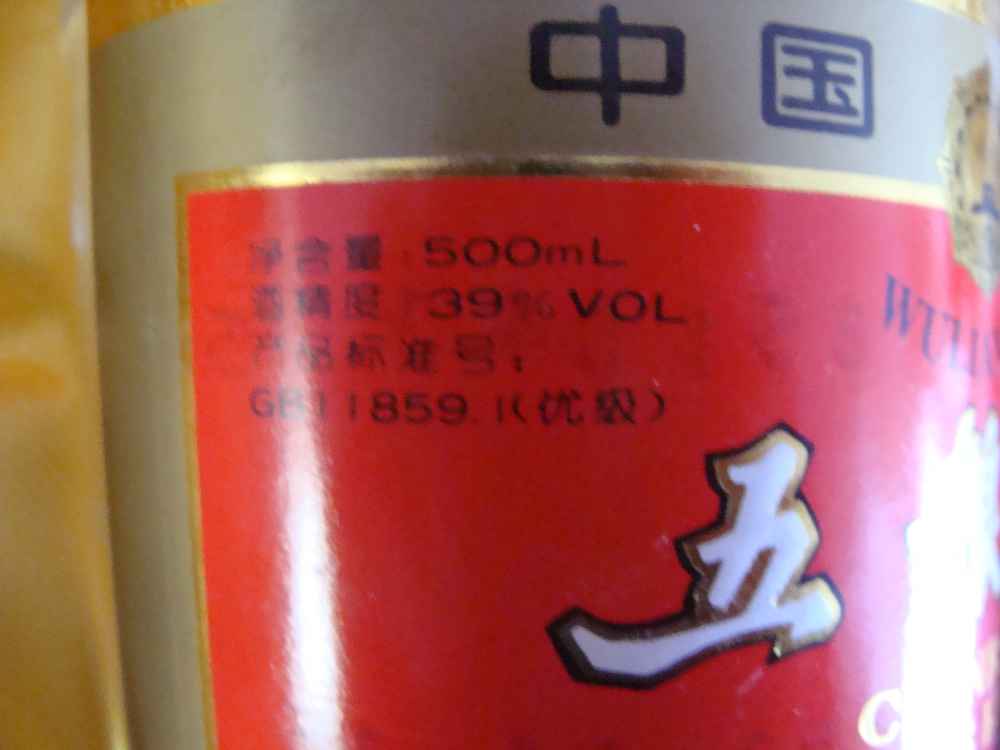 中国
净含量:500mL
酒精度:39%VOL
产品标准号:
GB11859.1(优级)
WULI
五
C